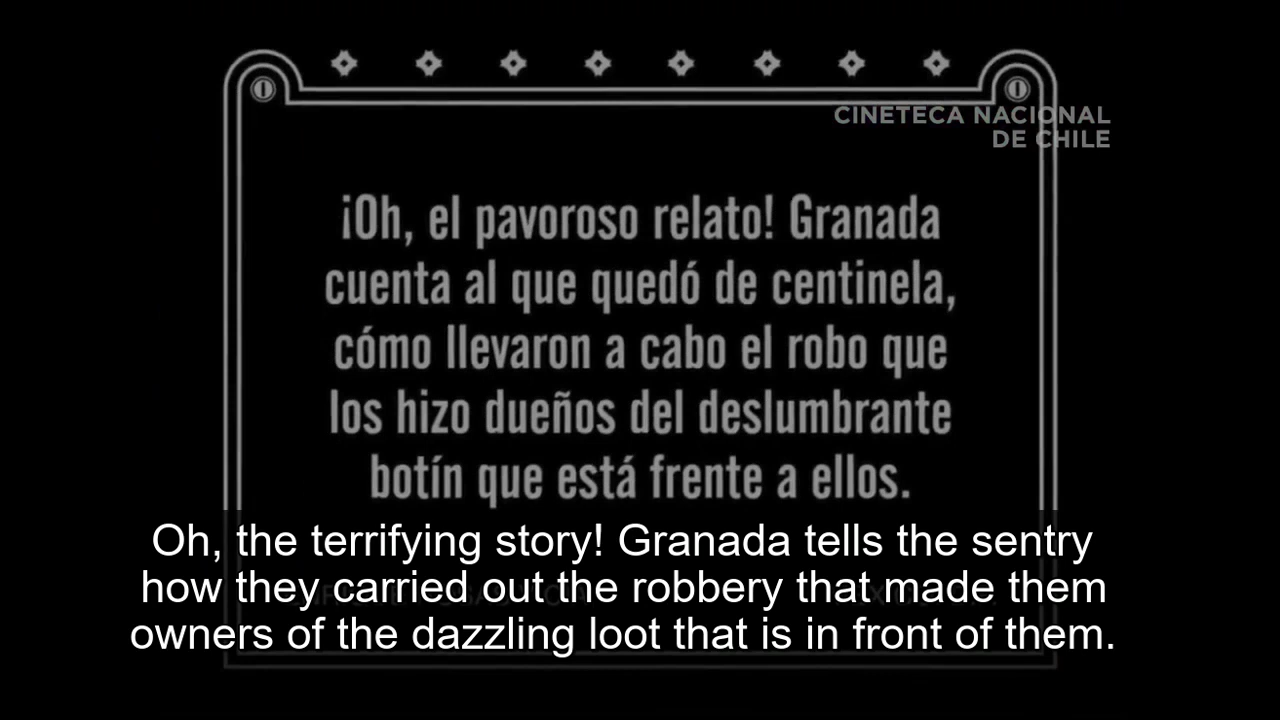 CINETECA NACIONAL
DE CHILE
¡Oh, el pavoroso relato! Granada
cuenta al que quedó de centinela,
cómo llevaron a cabo el robo que
los hizo dueños del deslumbrante
botín que está frente a ellos.
Oh, the terrifying story! Granada tells the sentry
how they carried out the robbery that made them
owners of the dazzling loot that is in front of them.